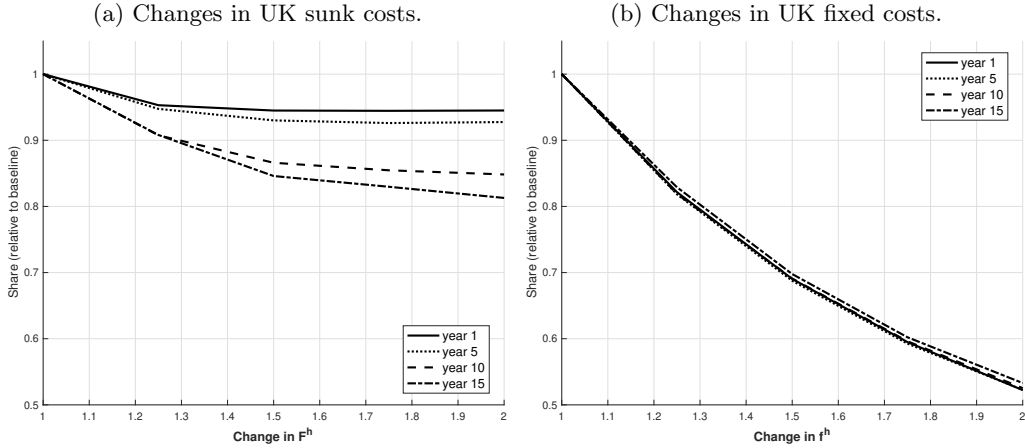 (a) Changes in UK sunk costs.
Share (relative to baseline)
1
0.9
0.8
0.7
0.6
0.5
1 1.1 1.2 1.3 1.4 1.5 1.6 1.7 1.8 1.9 2
Change in Fʰ
year 1
year 5
year 10
year 15
(b) Changes in UK fixed costs.
Share (relative to baseline)
1
0.9
0.8
0.7
0.6
0.5
1 1.1 1.2 1.3 1.4 1.5 1.6 1.7 1.8 1.9 2
Change in fʰ
year 1
year 5
year 10
year 15